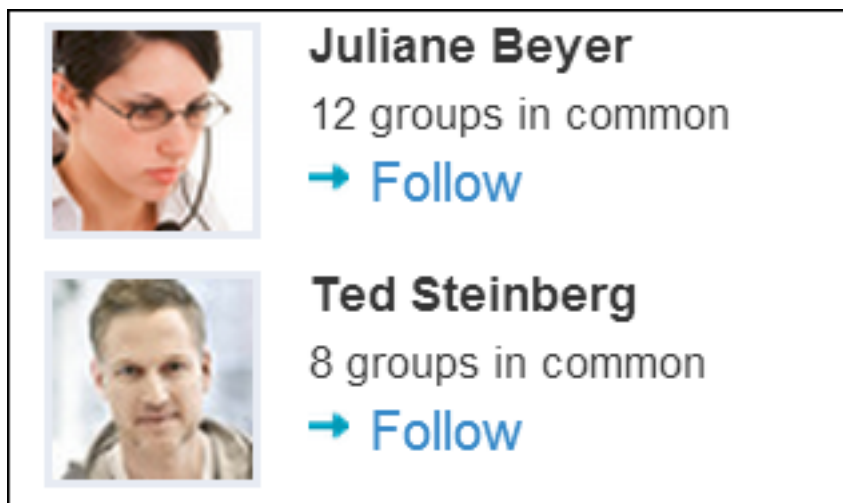 Juliane Beyer
12 groups in common
Follow
Ted Steinberg
8 groups in common
Follow